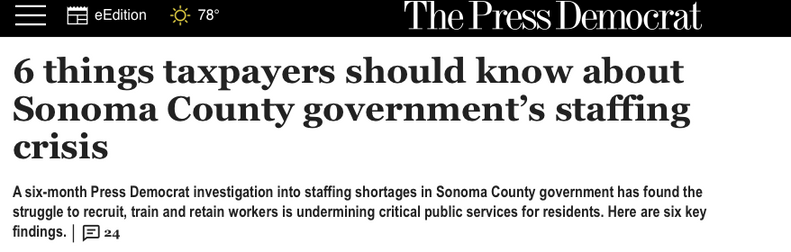 eEdition 78° The Press Democrat
6 things taxpayers should know about
Sonoma County government’s staffing
crisis
A six-month Press Democrat investigation into staffing shortages in Sonoma County government has found the
struggle to recruit, train and retain workers is undermining critical public services for residents. Here are six key
findings. | 24